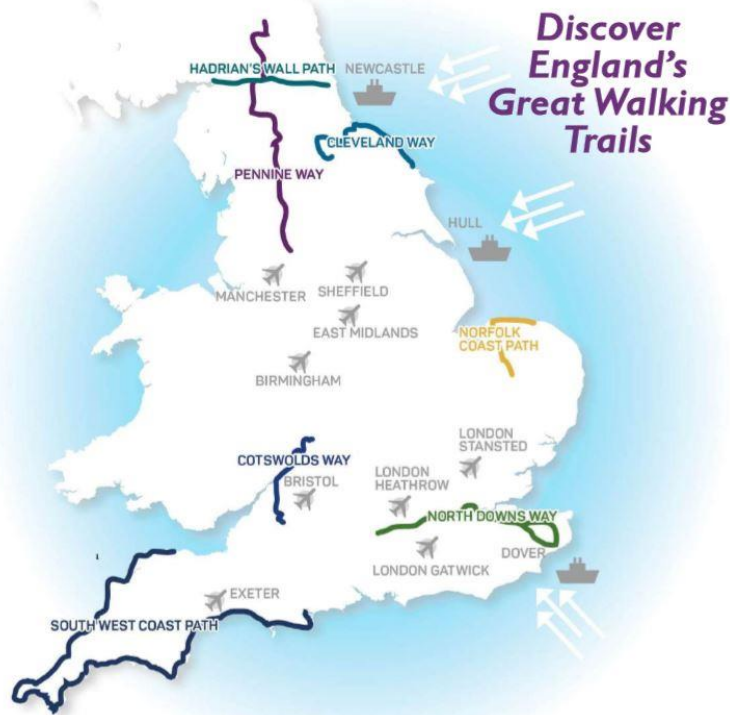 Discover
England's
Great Walking
Trails
HADRIAN'S WALL PATH
NEWCASTLE
CLEVELAND WAY
PENNINE WAY
HULL
MANCHESTER
SHEFFIELD
EAST MIDLANDS
NORFOLK
COAST PATH
BIRMINGHAM
COTSWOLDS WAY
BRISTOL
LONDON
STANSTED
LONDON
HEATHROW
NORTH DOWNS WAY
DOVER
LONDON GATWICK
EXETER
SOUTH WEST COAST PATH